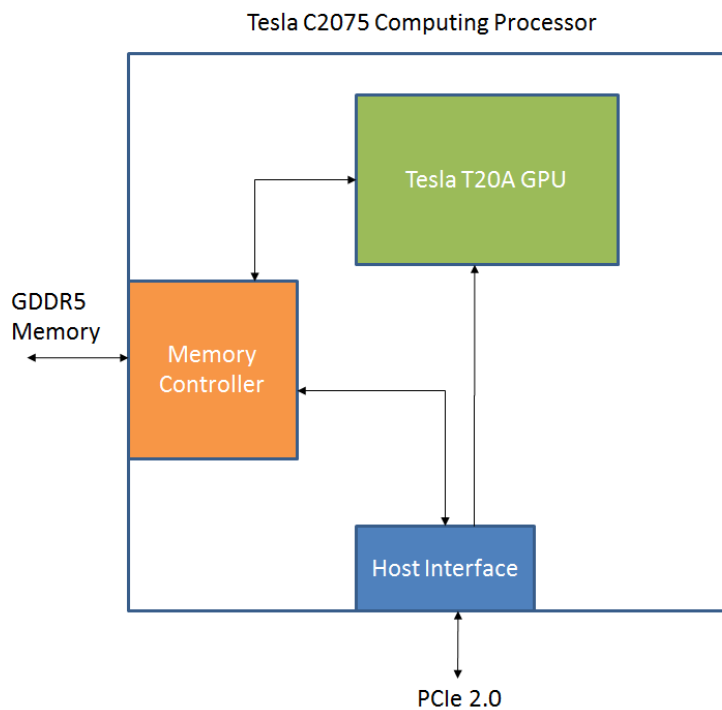 Tesla C2075 Computing Processor
Tesla T20A GPU
GDDR5
Memory
Memory
Controller
Host Interface
PCIe 2.0